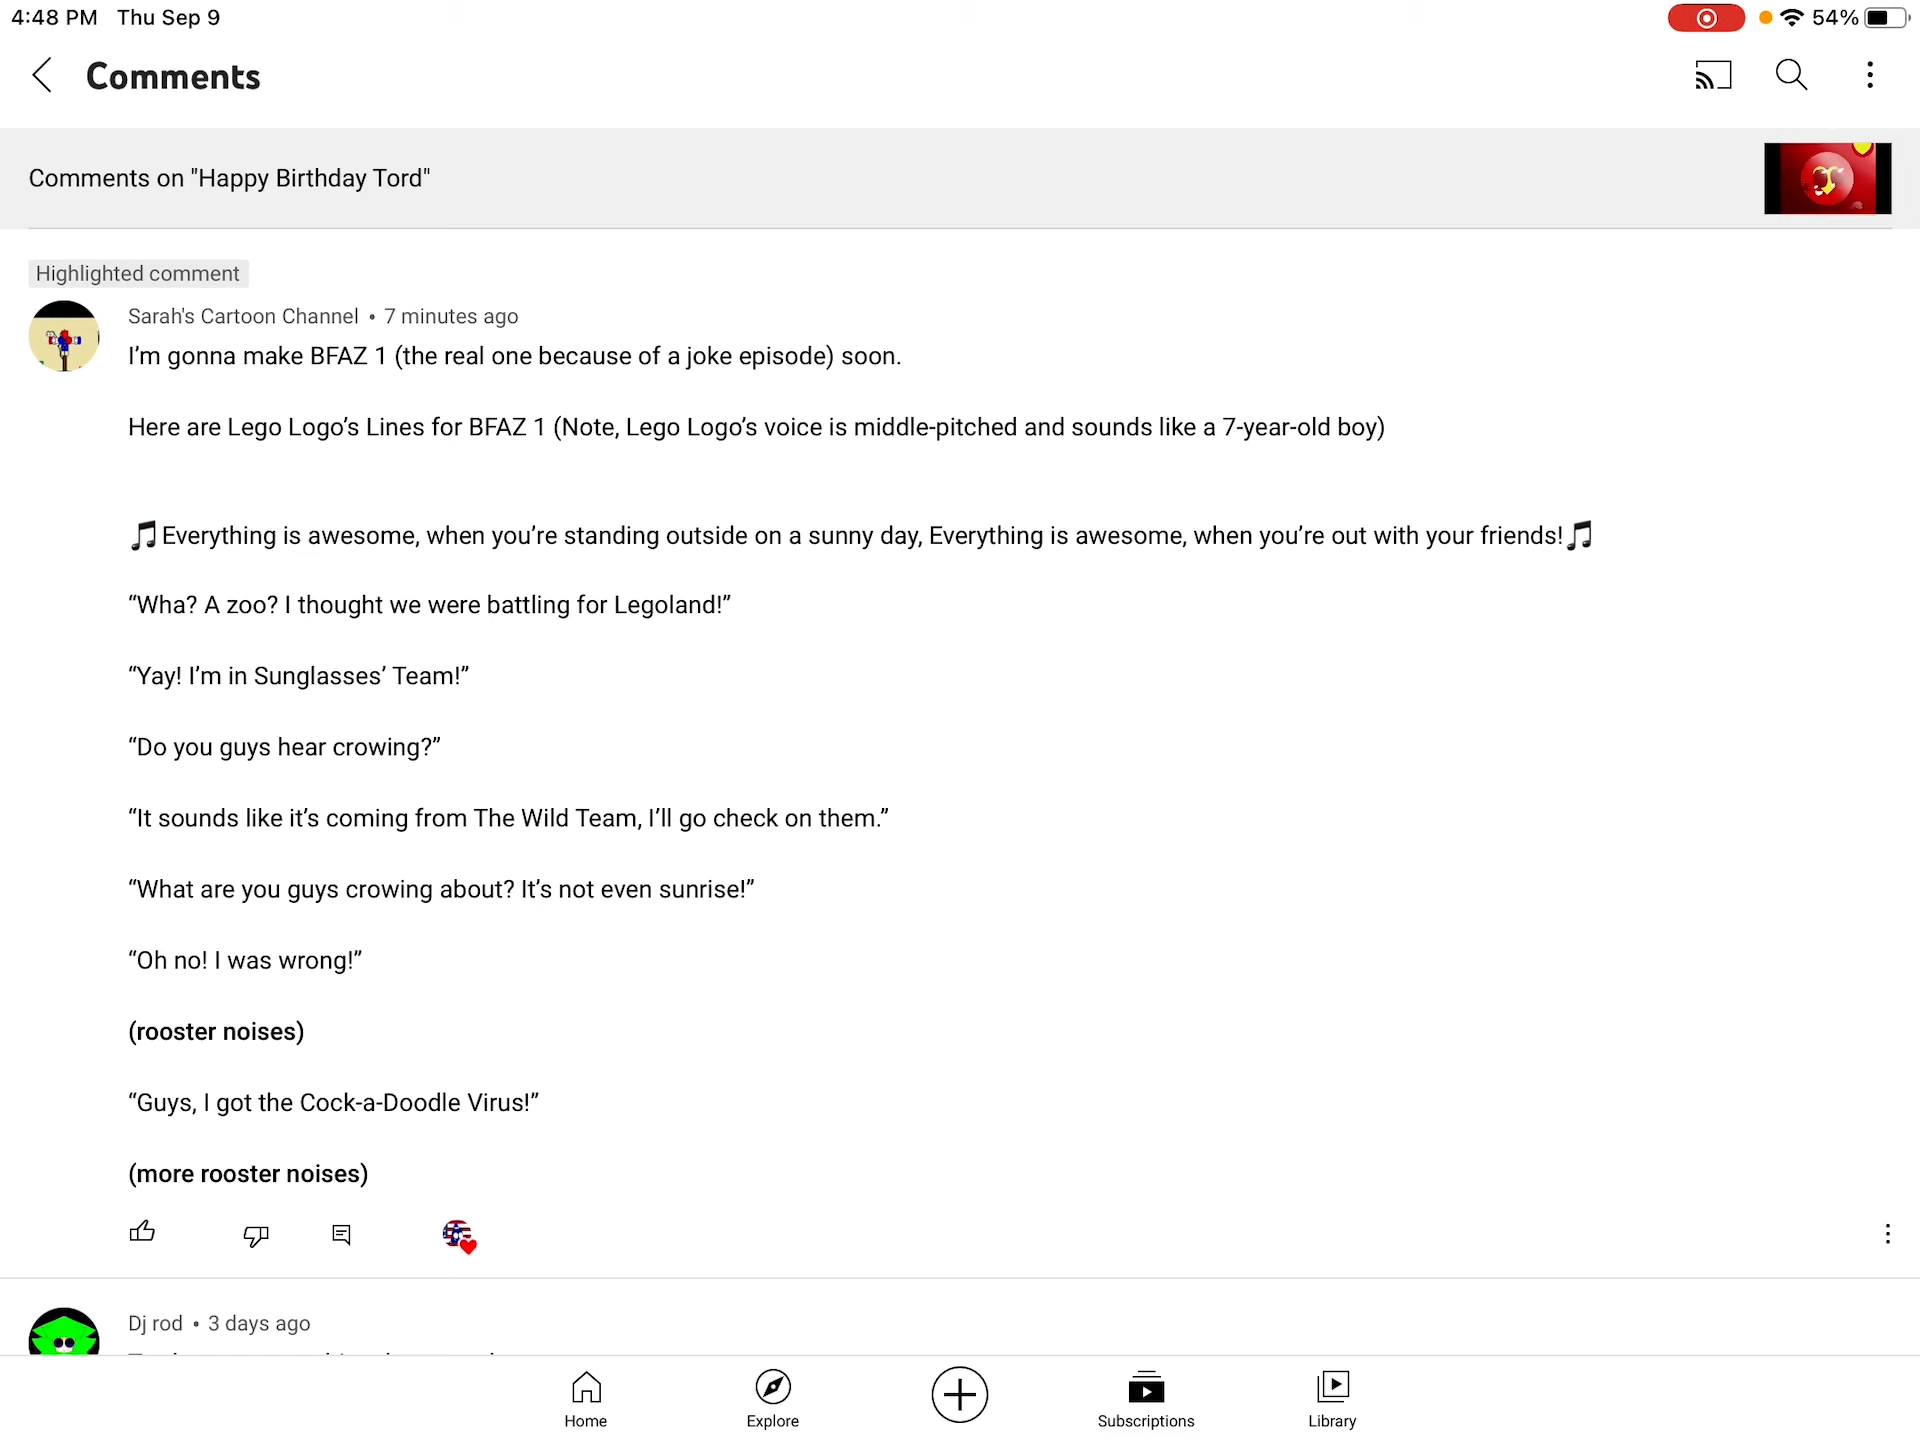 4:48 PM Thu Sep 9
54%
Comments
Comments on "Happy Birthday Tord"
Highlighted comment
Sarah's Cartoon Channel • 7 minutes ago
I’m gonna make BFAZ 1 (the real one because of a joke episode) soon.
Here are Lego Logo’s Lines for BFAZ 1 (Note, Lego Logo’s voice is middle-pitched and sounds like a 7-year-old boy)
🎵Everything is awesome, when you’re standing outside on a sunny day, Everything is awesome, when you’re out with your friends!🎵
“Wha? A zoo? I thought we were battling for Legoland!”
“Yay! I’m in Sunglasses’ Team!”
“Do you guys hear crowing?”
“It sounds like it’s coming from The Wild Team, I’ll go check on them.”
“What are you guys crowing about? It’s not even sunrise!”
“Oh no! I was wrong!”
(rooster noises)
“Guys, I got the Cock-a-Doodle Virus!”
(more rooster noises)
Dj rod • 3 days ago
Home
Explore
Subscriptions
Library